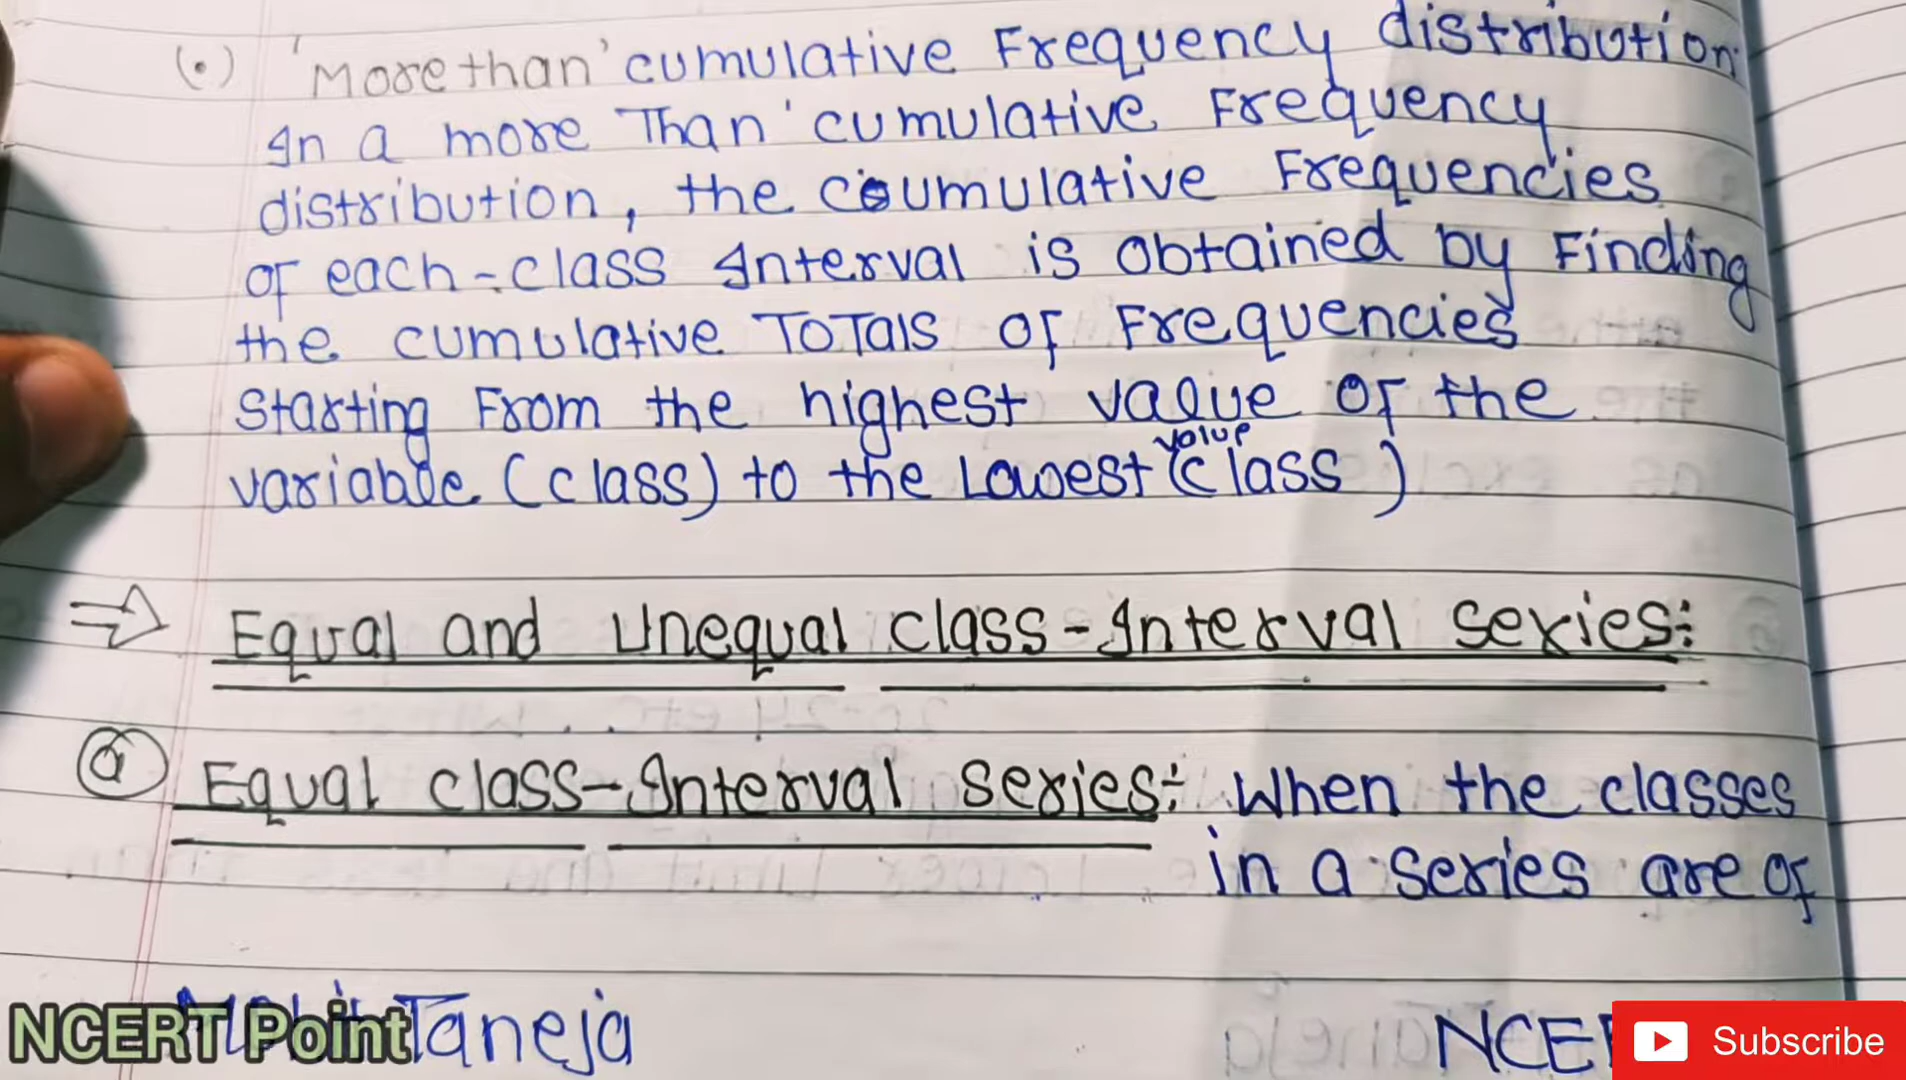 (•) 'More than' cumulative Frequency distribution
In a more Than' cumulative Frequency
distribution, the coumulative Frequencies
of each-class Interval is obtained by Finding
the cumulative ToTals of Frequencies
Starting From the highest value of the
value
variable (class) to the Lowest (class)
⇒ Equal and Unequal class-Interval series:
(a) Equal class-Interval series: When the classes
in a series are of
NCERT Point
Taneja
NCE
Subscribe